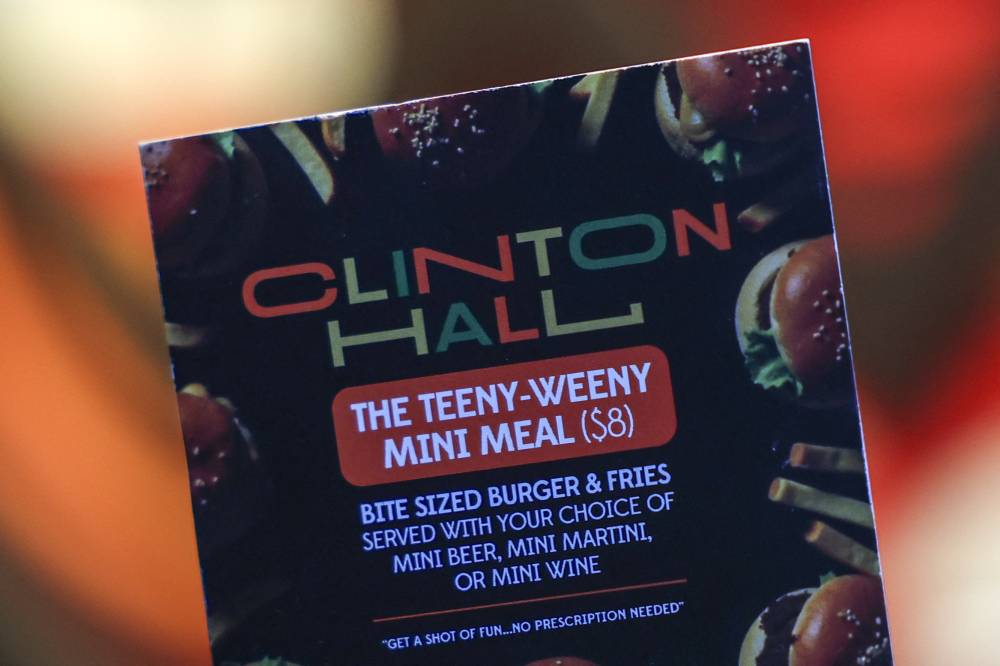 CLINTON
HALL
THE TEENY-WEENY
MINI MEAL ($8)
BITE SIZED BURGER & FRIES
SERVED WITH YOUR CHOICE OF
MINI BEER, MINI MARTINI,
OR MINI WINE
"GET A SHOT OF FUN...NO PRESCRIPTION NEEDED"